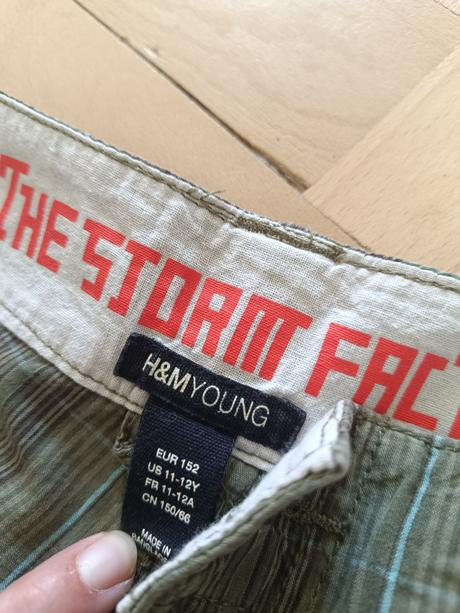 THE STORM FACT
H&M YOUNG
EUR 152
US 11-12Y
FR 11-12A
CN 150/66
MADE IN